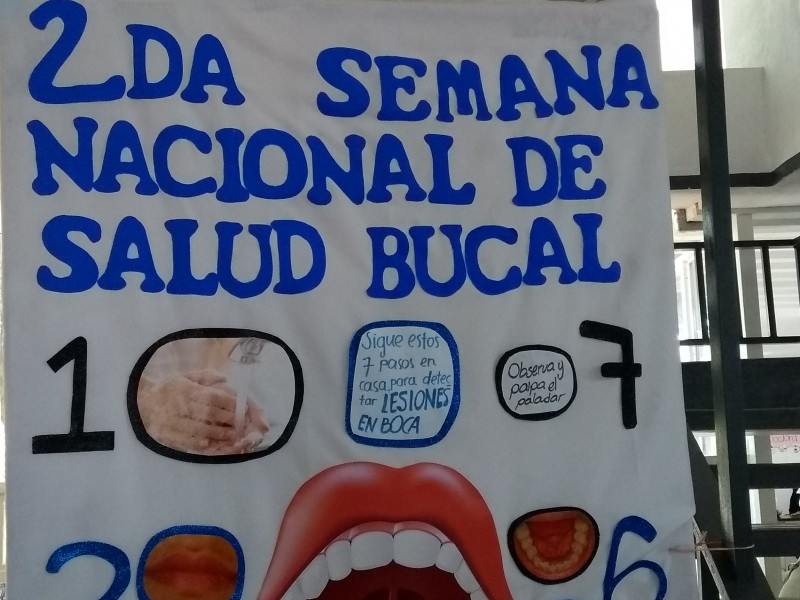 2DA SEMANA
NACIONAL DE
SALUD BUCAL
1
Sigue estos
7 pasos en
casa para detec
tar LESIONES
EN BOCA
Observa y
palpa el
paladar
7
2
6